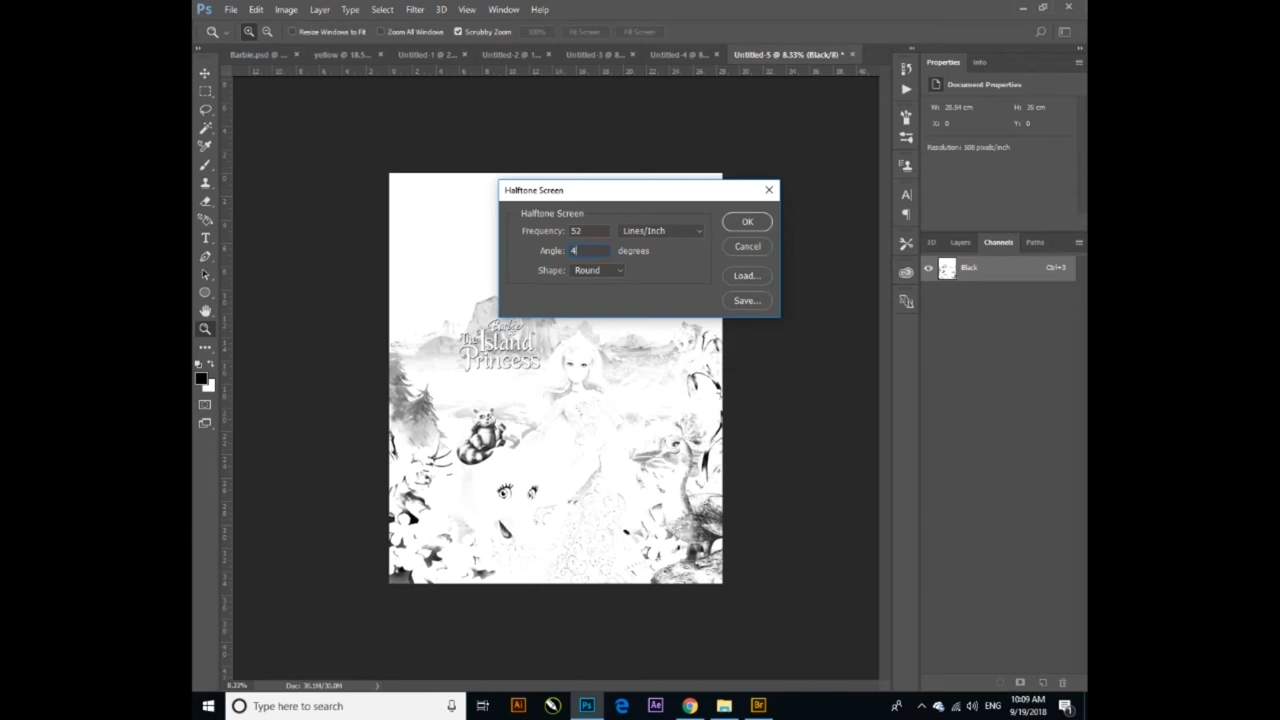 Ps File Edit Image Layer Type Select Filter 3D View Window Help
Resize Windows to Fit Zoom All Windows Scrubby Zoom 100% Fit Screen Fill Screen
Barbie.psd @ ... × yellow @ 18.5... × Untitled-1 @ 2... × Untitled-2 @ 1... × Untitled-3 @ 8... × Untitled-4 @ 8... × Untitled-5 @ 8.33% (Black/8) * ×
Properties Info
Document Properties
W: 28.54 cm H: 35 cm
X: 0 Y: 0
Halftone Screen
Halftone Screen
Frequency: 52 Lines/Inch
Angle: 4 degrees
Shape: Round
OK
Cancel
Load...
Save...
3D Layers Channels Paths
Black Ctrl+3
Barbie
The Island
Princess
8.33% Doc: 38.1M/30.0M
Type here to search
Ai Ps Ae Br
ENG
10:09 AM
9/19/2018